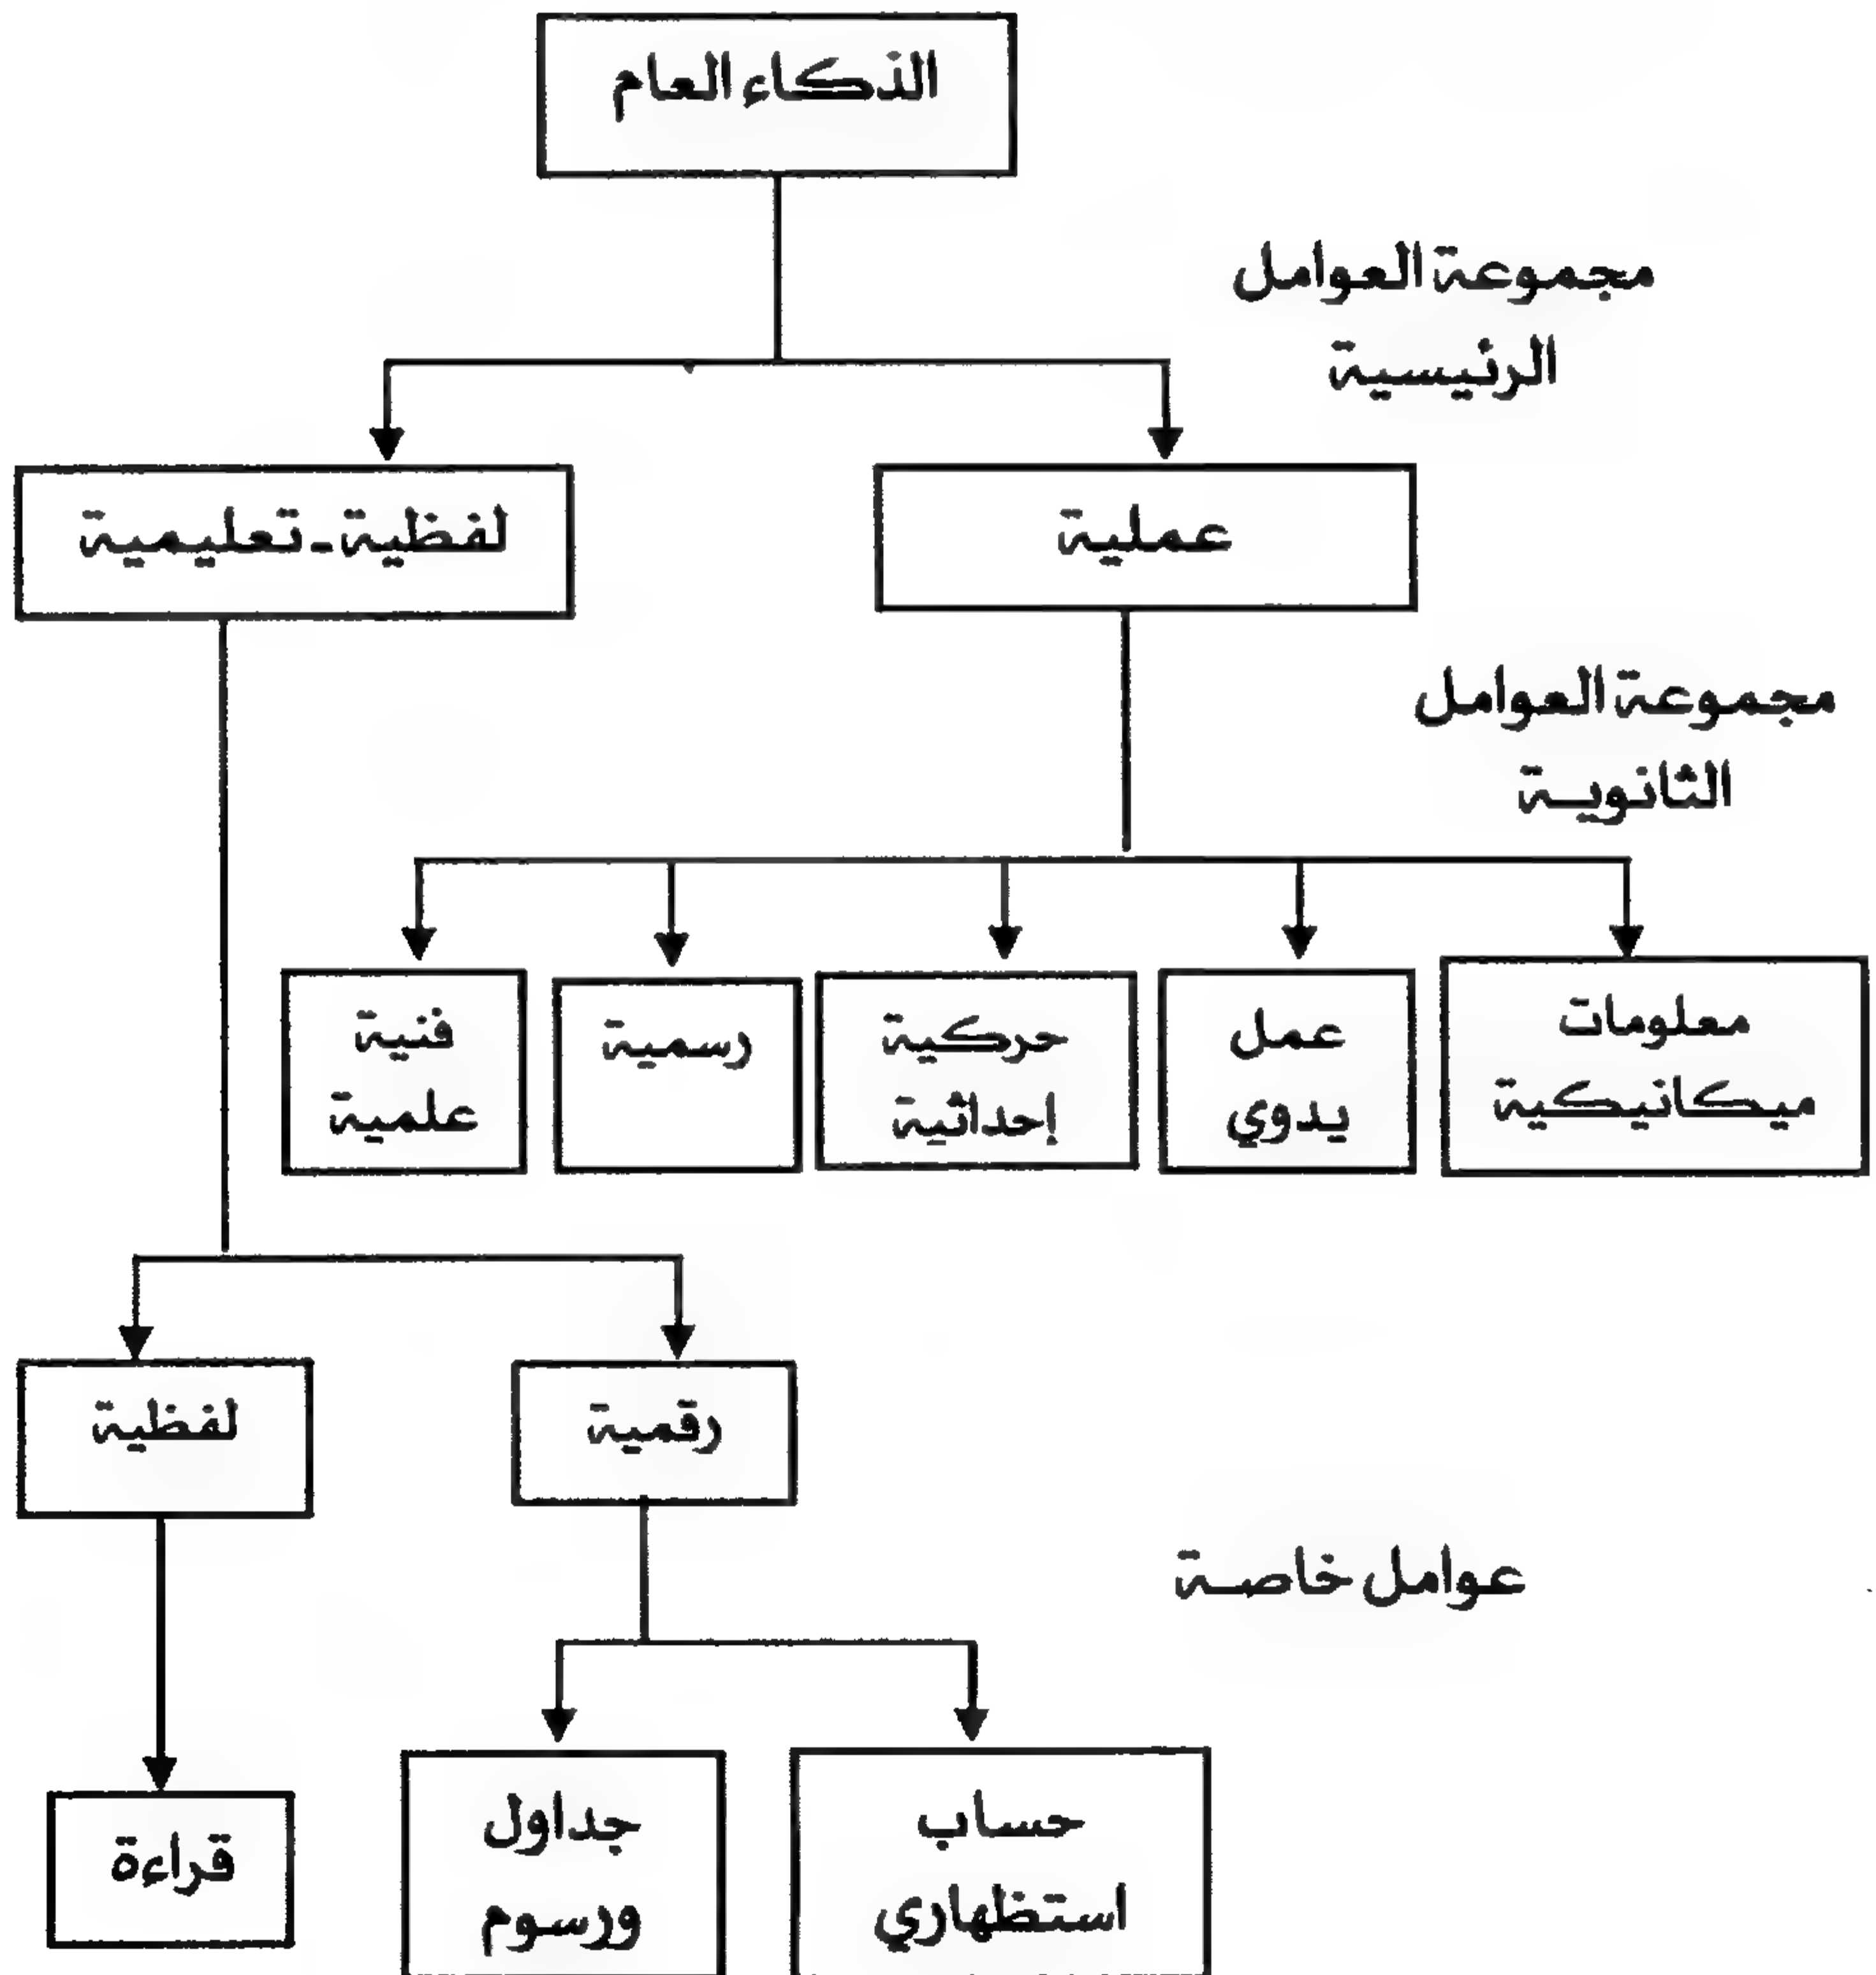 الذكاء العام
مجموعة العوامل
الرئيسية
عملية
لفظية-تعليمية
مجموعة العوامل
الثانوية
معلومات
ميكانيكية
عمل
يدوي
حركية
إحداثية
رسمية
فنية
علمية
رقمية
لفظية
عوامل خاصة
حساب
استظهاري
جداول
ورسوم
قراءة